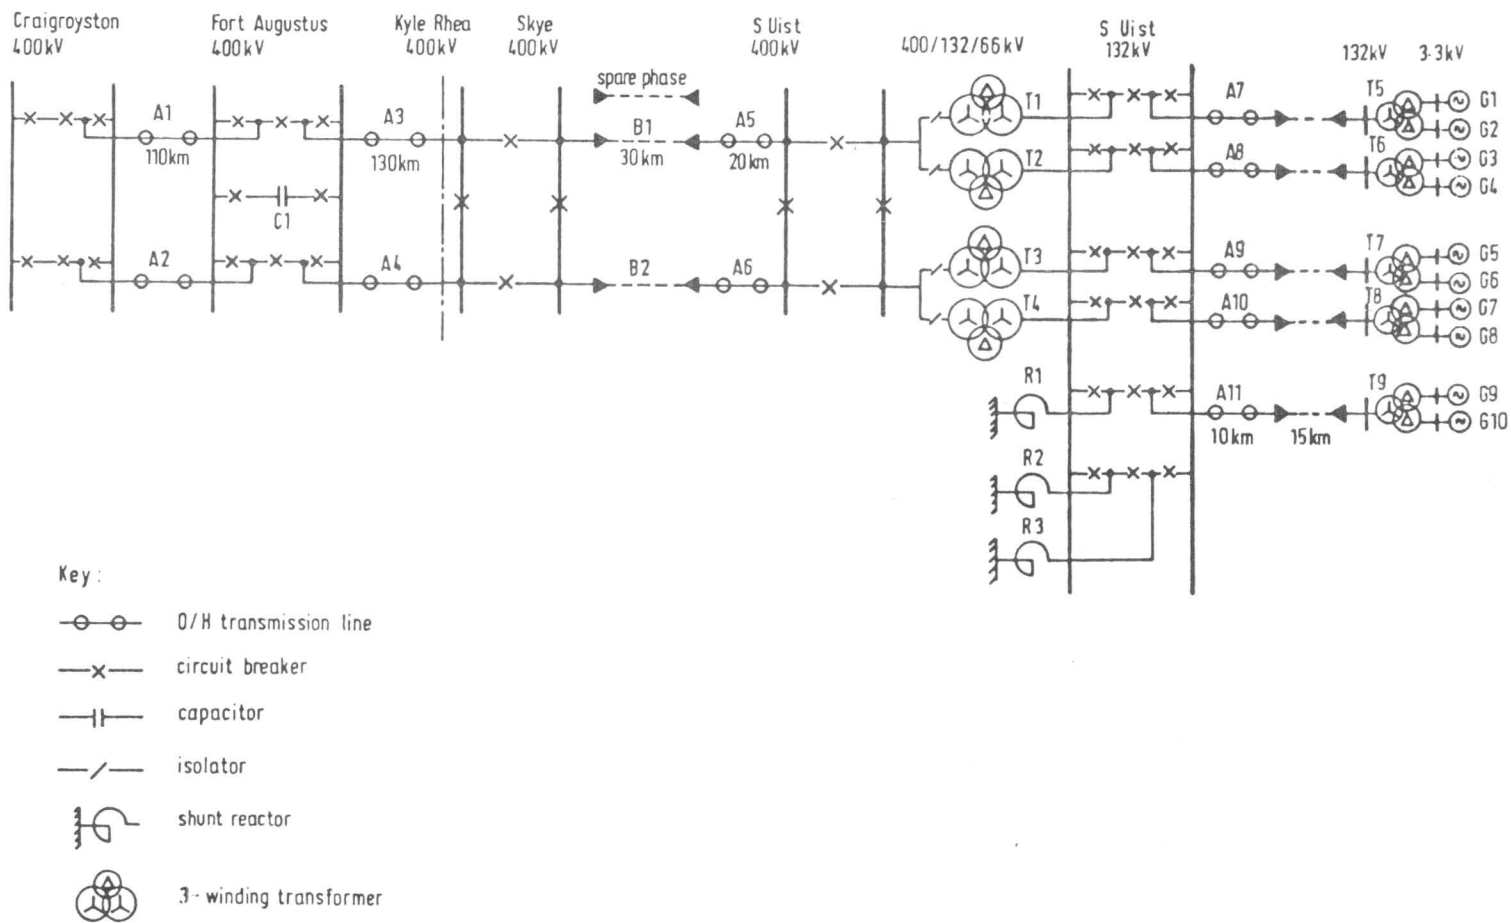 Craigroyston
400kV
Fort Augustus
400kV
Kyle Rhea
400kV
Skye
400kV
S Uist
400kV
400/132/66kV
S Uist
132kV
132kV
3·3kV
spare phase
A1
110km
A3
130km
B1
30km
A5
20km
T1
T2
A7
A8
T5
T6
G1
G2
G3
G4
C1
A2
A4
B2
A6
T3
T4
A9
A10
T7
T8
G5
G6
G7
G8
R1
A11
10km
15km
T9
G9
G10
R2
R3
Key:
O/H transmission line
circuit breaker
capacitor
isolator
shunt reactor
3-winding transformer